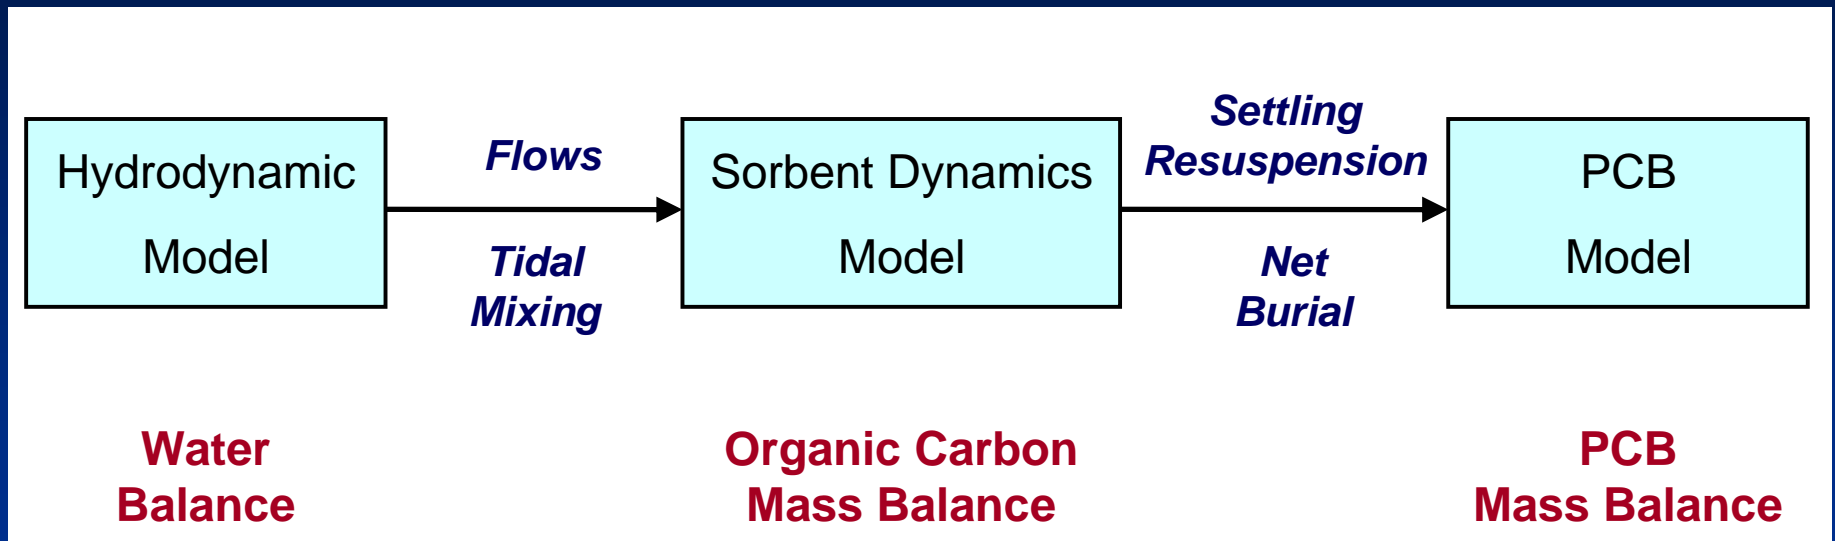 Hydrodynamic
Model
Flows
Tidal
Mixing
Sorbent Dynamics
Model
Settling
Resuspension
Net
Burial
PCB
Model
Water
Balance
Organic Carbon
Mass Balance
PCB
Mass Balance